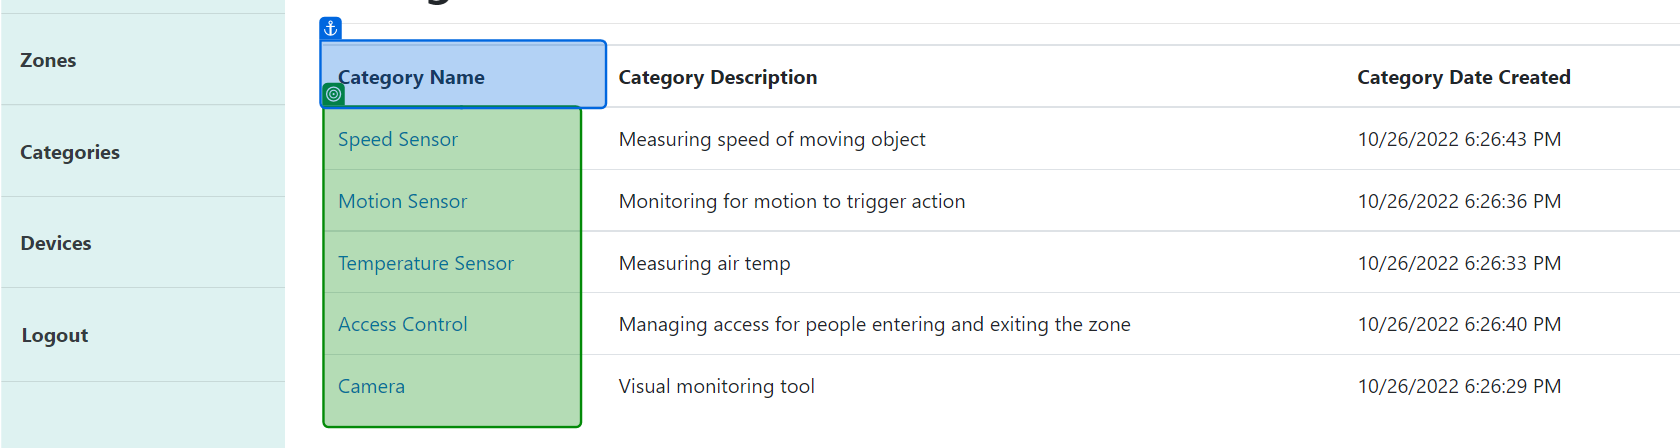 Zones
Categories
Devices
Logout
Category Name Category Description Category Date Created
Speed Sensor Measuring speed of moving object 10/26/2022 6:26:43 PM
Motion Sensor Monitoring for motion to trigger action 10/26/2022 6:26:36 PM
Temperature Sensor Measuring air temp 10/26/2022 6:26:33 PM
Access Control Managing access for people entering and exiting the zone 10/26/2022 6:26:40 PM
Camera Visual monitoring tool 10/26/2022 6:26:29 PM